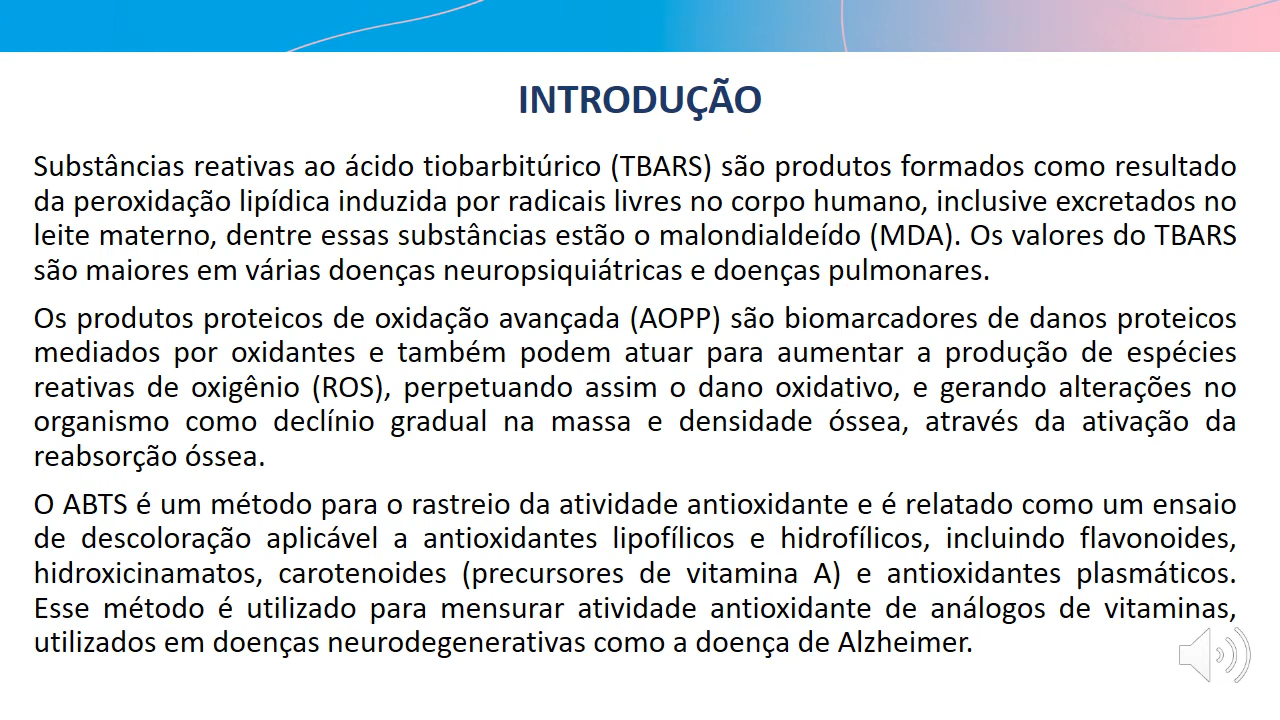 INTRODUÇÃO
Substâncias reativas ao ácido tiobarbitúrico (TBARS) são produtos formados como resultado
da peroxidação lipídica induzida por radicais livres no corpo humano, inclusive excretados no
leite materno, dentre essas substâncias estão o malondialdeído (MDA). Os valores do TBARS
são maiores em várias doenças neuropsiquiátricas e doenças pulmonares.
Os produtos proteicos de oxidação avançada (AOPP) são biomarcadores de danos proteicos
mediados por oxidantes e também podem atuar para aumentar a produção de espécies
reativas de oxigênio (ROS), perpetuando assim o dano oxidativo, e gerando alterações no
organismo como declínio gradual na massa e densidade óssea, através da ativação da
reabsorção óssea.
O ABTS é um método para o rastreio da atividade antioxidante e é relatado como um ensaio
de descoloração aplicável a antioxidantes lipofílicos e hidrofílicos, incluindo flavonoides,
hidroxicinamatos, carotenoides (precursores de vitamina A) e antioxidantes plasmáticos.
Esse método é utilizado para mensurar atividade antioxidante de análogos de vitaminas,
utilizados em doenças neurodegenerativas como a doença de Alzheimer.